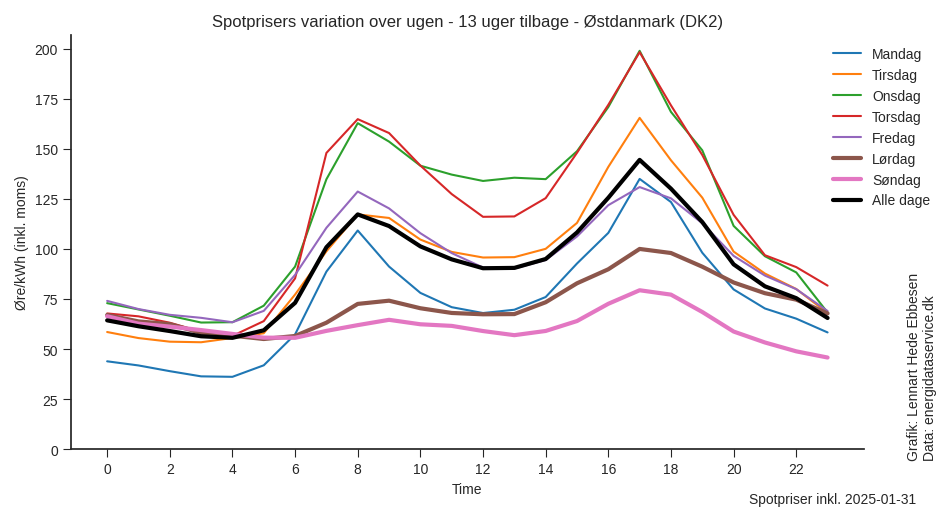 Spotprisers variation over ugen - 13 uger tilbage - Østdanmark (DK2)
Øre/kWh (inkl. moms)
200
175
150
125
100
75
50
25
0
0 2 4 6 8 10 12 14 16 18 20 22
Time
Mandag
Tirsdag
Onsdag
Torsdag
Fredag
Lørdag
Søndag
Alle dage
Grafik: Lennart Hede Ebbesen
Data: energidataservice.dk
Spotpriser inkl. 2025-01-31